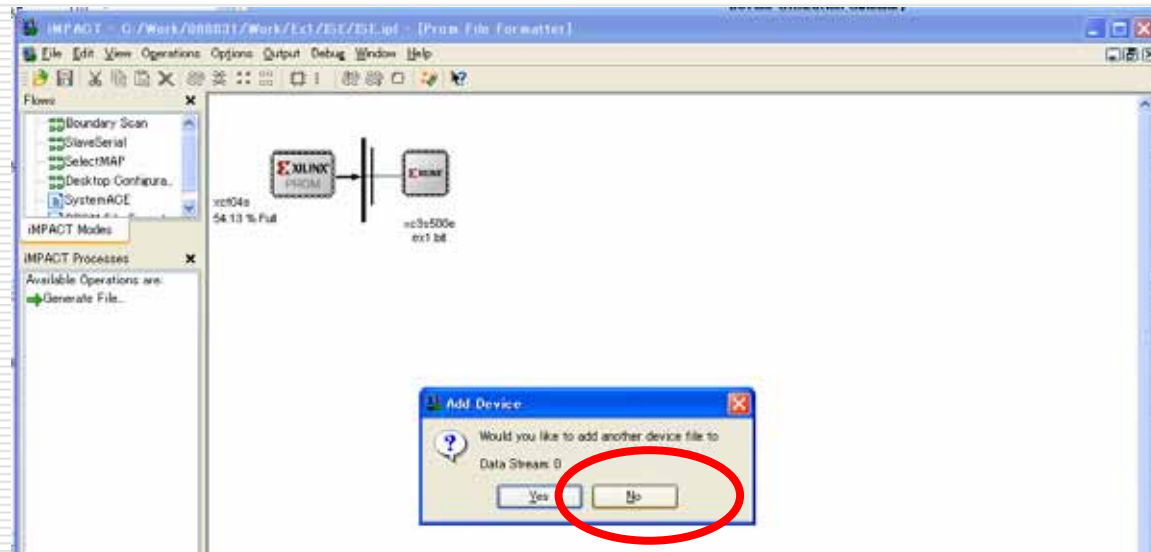 iMPACT - C:/Work/080831/Work/Ex1/ISE/ISE.ipf - [Prom File Formatter]
File Edit View Operations Options Output Debug Window Help
Flows
Boundary Scan
SlaveSerial
SelectMAP
Desktop Configura..
SystemACE
iMPACT Modes
iMPACT Processes
Available Operations are:
Generate File...
XILINX
PROM
xcf04s
54.13 % Full
XILINX
xc3s500e
ex1.bit
Add Device
Would you like to add another device file to
Data Stream: 0
Yes
No